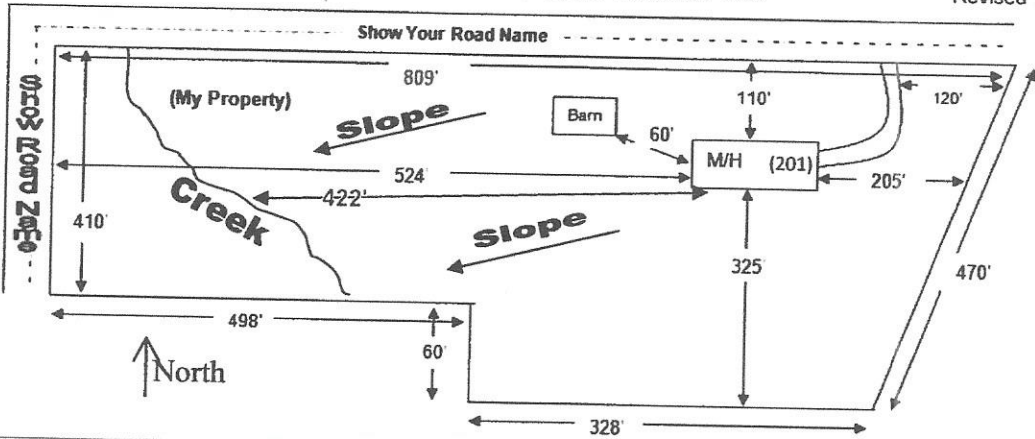 Revised
Show Your Road Name
Show Road Name
809'
(My Property)
Slope
110'
120'
Barn
60'
M/H (201)
524'
422'
205'
Creek
410'
Slope
325'
470'
498'
60'
North
328'